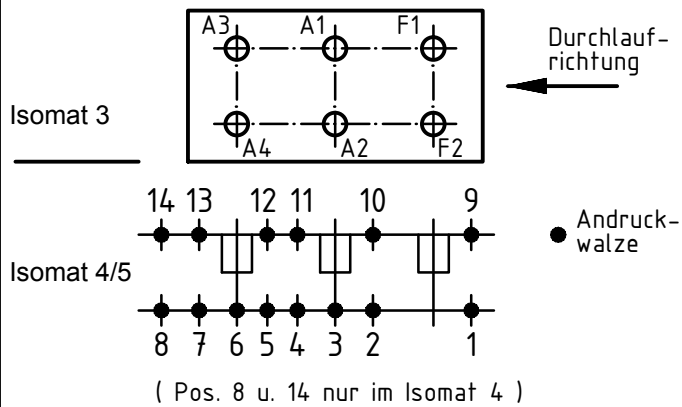 A3 A1 F1
Durchlauf-
richtung
Isomat 3
A4 A2 F2
14 13 12 11 10 9
Andruck-
walze
Isomat 4/5
8 7 6 5 4 3 2 1
( Pos. 8 u. 14 nur im Isomat 4 )